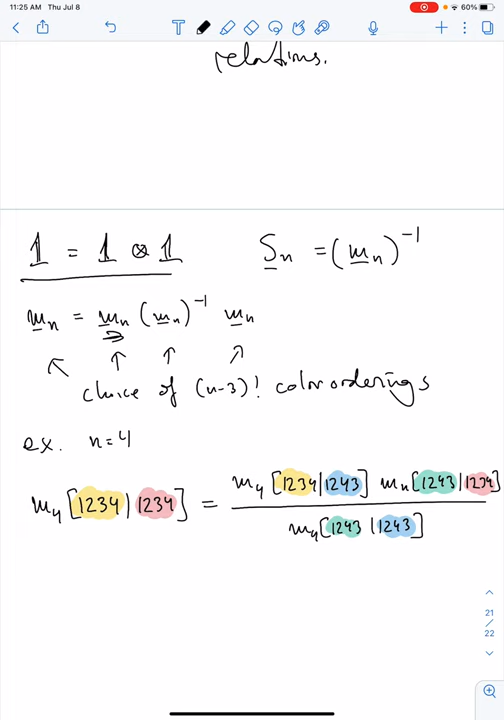 11:25 AM Thu Jul 8
60%
relations.
1 = 1 ⊗ 1
S_n = (m_n)^{-1}
m_n = m_n (m_n)^{-1} m_n
choice of (n-3)! color orderings
ex. n=4
m_4[1234|1234] = m_4[1234|1243] m_n[1243|1234]
m_4[1243|1243]
21
/
22